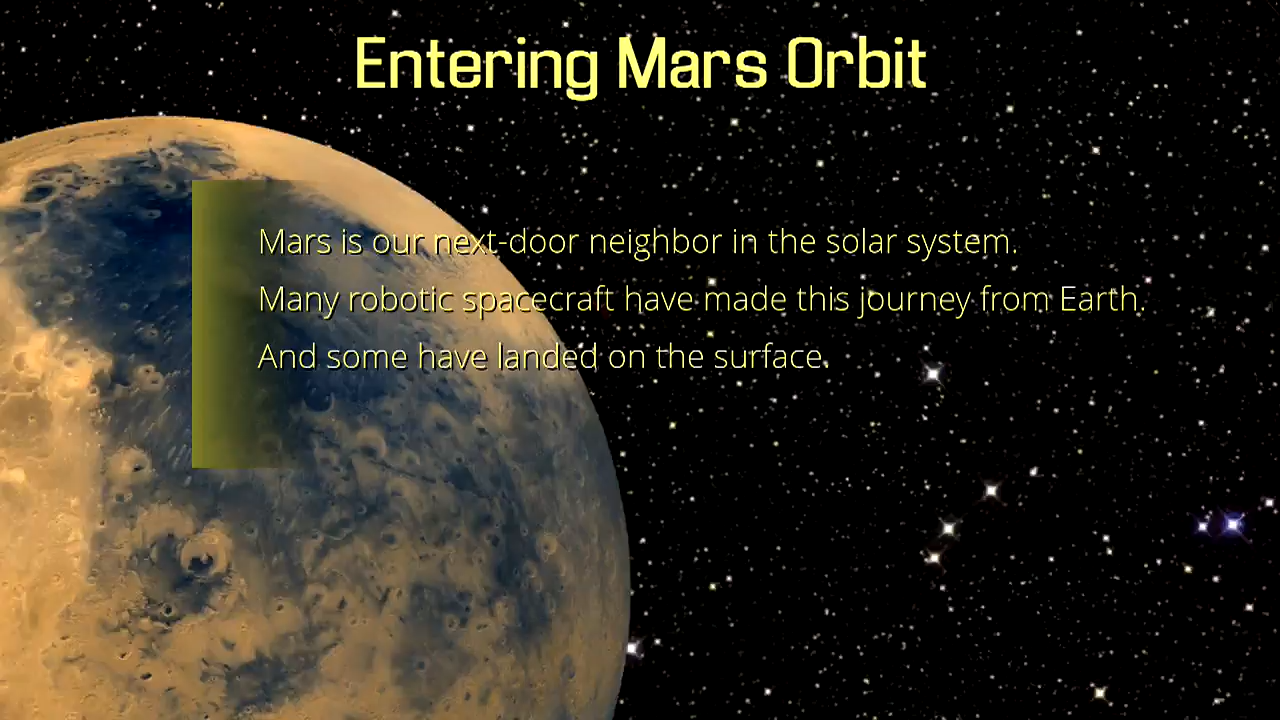 Entering Mars Orbit
Mars is our next-door neighbor in the solar system.
Many robotic spacecraft have made this journey from Earth.
And some have landed on the surface.